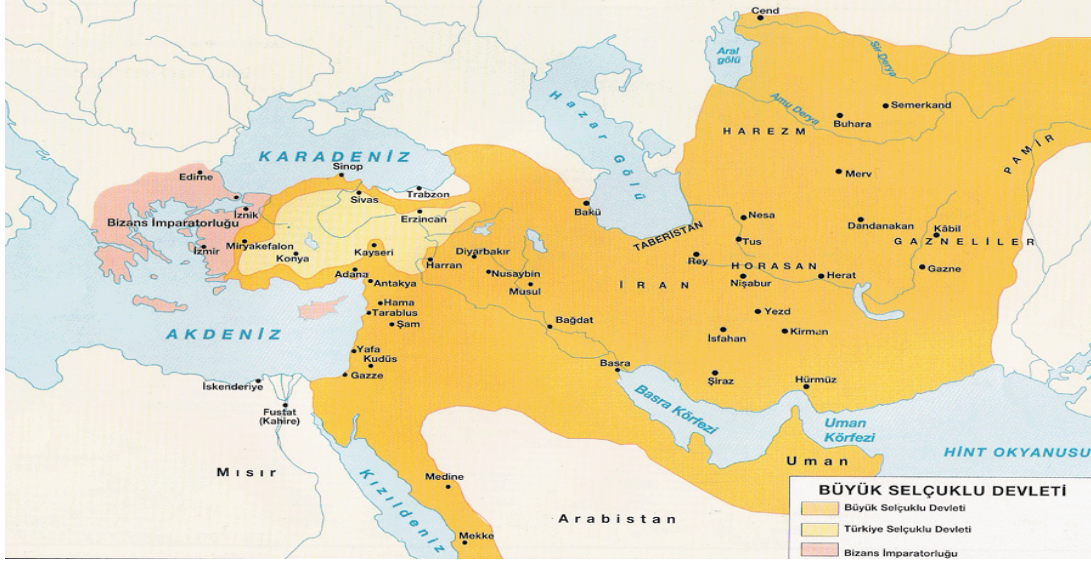 Cend
Aral
gölü
Sir-Derya
Hazar Gölü
Amu Derya
Semerkand
Buhara
HAREZM
PAMİR
KARADENİZ
Sinop
Edirne
Merv
Trabzon
Sivas
İznik
Erzincan
Bakü
Nesa
Dandanakan
Kâbil
Bizans İmparatorluğu
TABERİSTAN
Tus
GAZNELİLER
Miryakefalon
İzmir
Konya
Kayseri
Diyarbakır
Harran
Rey
HORASAN
Herat
Gazne
Adana
Antakya
Nusaybin
Musul
İRAN
Nişabur
Hama
Tarablus
Şam
Bağdat
Yezd
Kirman
İsfahan
AKDENİZ
Yafa
Kudüs
Gazze
Basra
Şiraz
Hürmüz
İskenderiye
Basra Körfezi
Fustat
(Kahire)
Uman
Körfezi
HİNT OKYANUSU
Mısır
Uman
Medine
Kızıldeniz
Arabistan
Mekke
BÜYÜK SELÇUKLU DEVLETİ
Büyük Selçuklu Devleti
Türkiye Selçuklu Devleti
Bizans İmparatorluğu